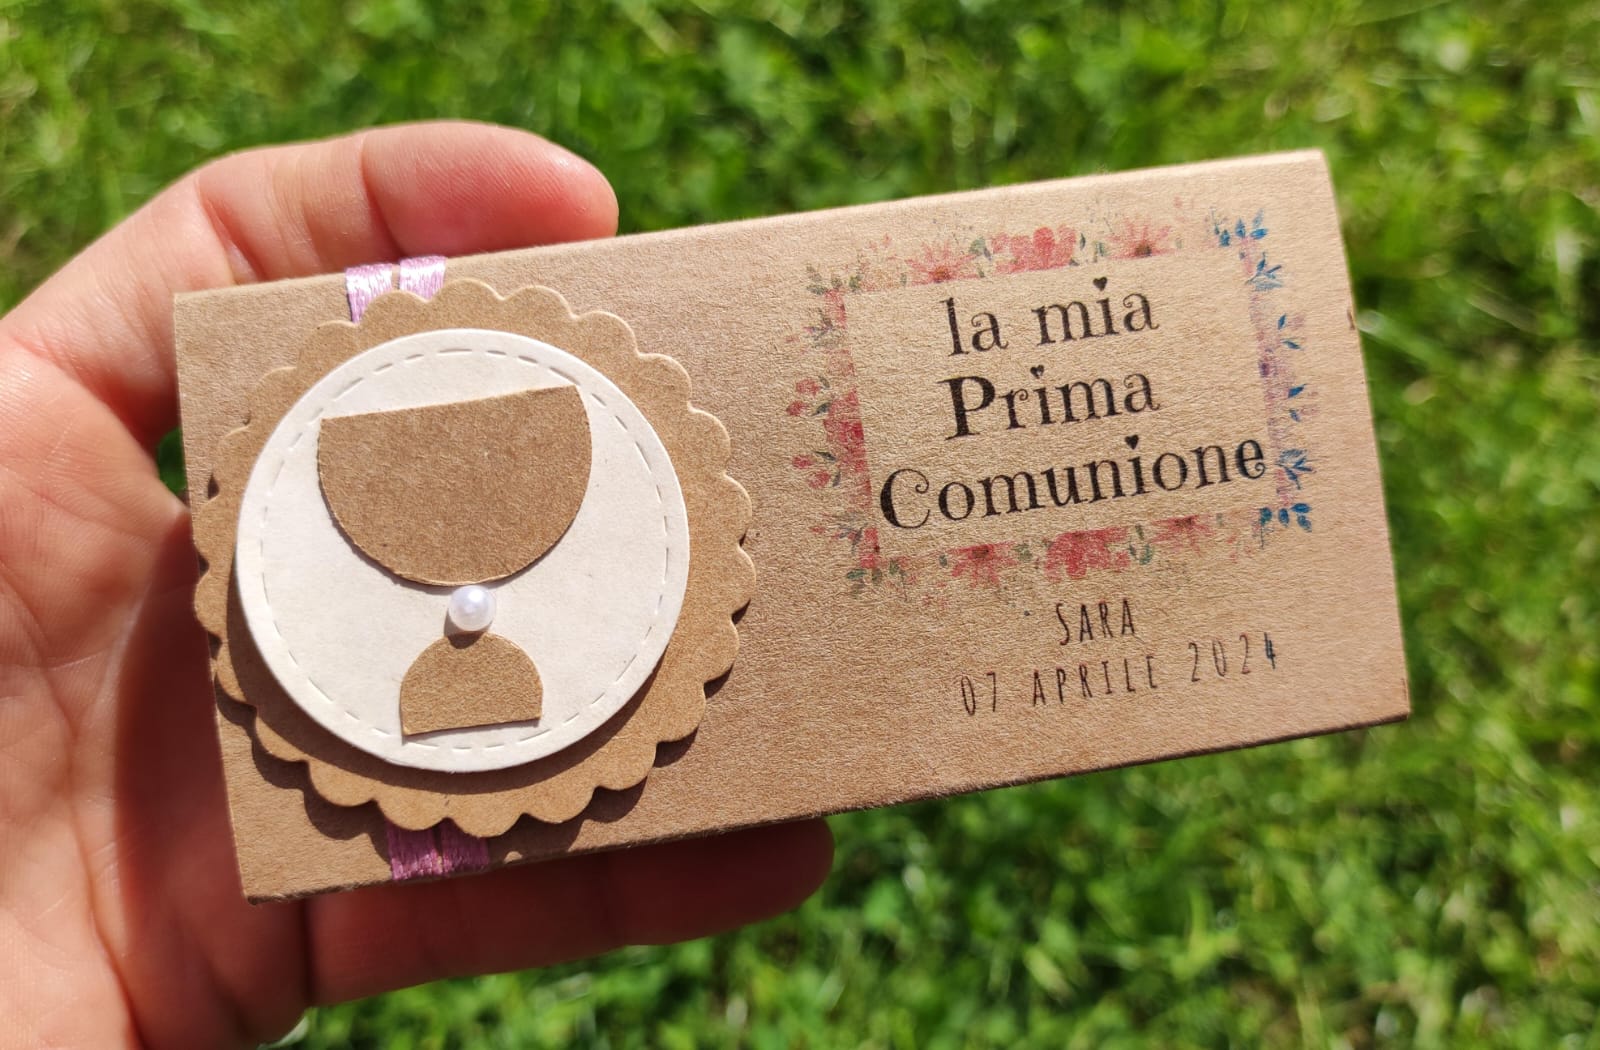 la mia
Prima
Comunione
SARA
07 APRILE 2024